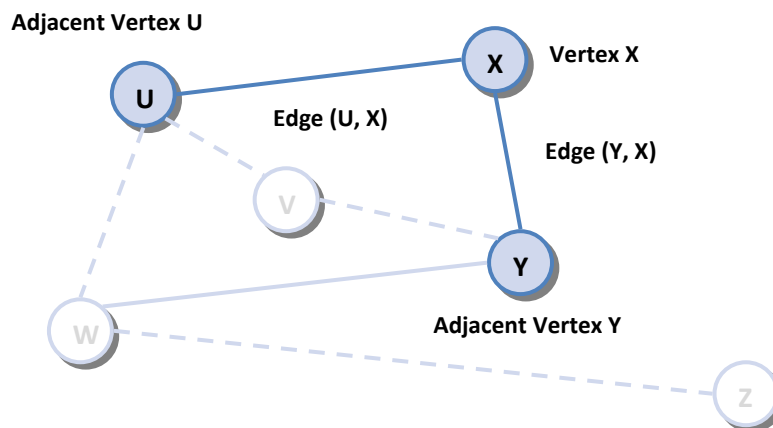 Adjacent Vertex U
X
Vertex X
U
Edge (U, X)
Edge (Y, X)
V
Y
Adjacent Vertex Y
W
Z